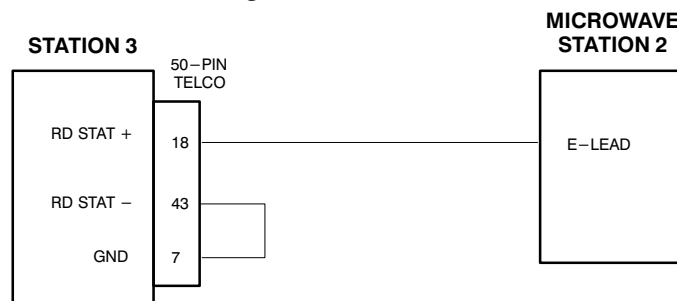 MICROWAVE
STATION 2
STATION 3
50–PIN
TELCO
RD STAT +
18
E–LEAD
RD STAT –
43
GND
7